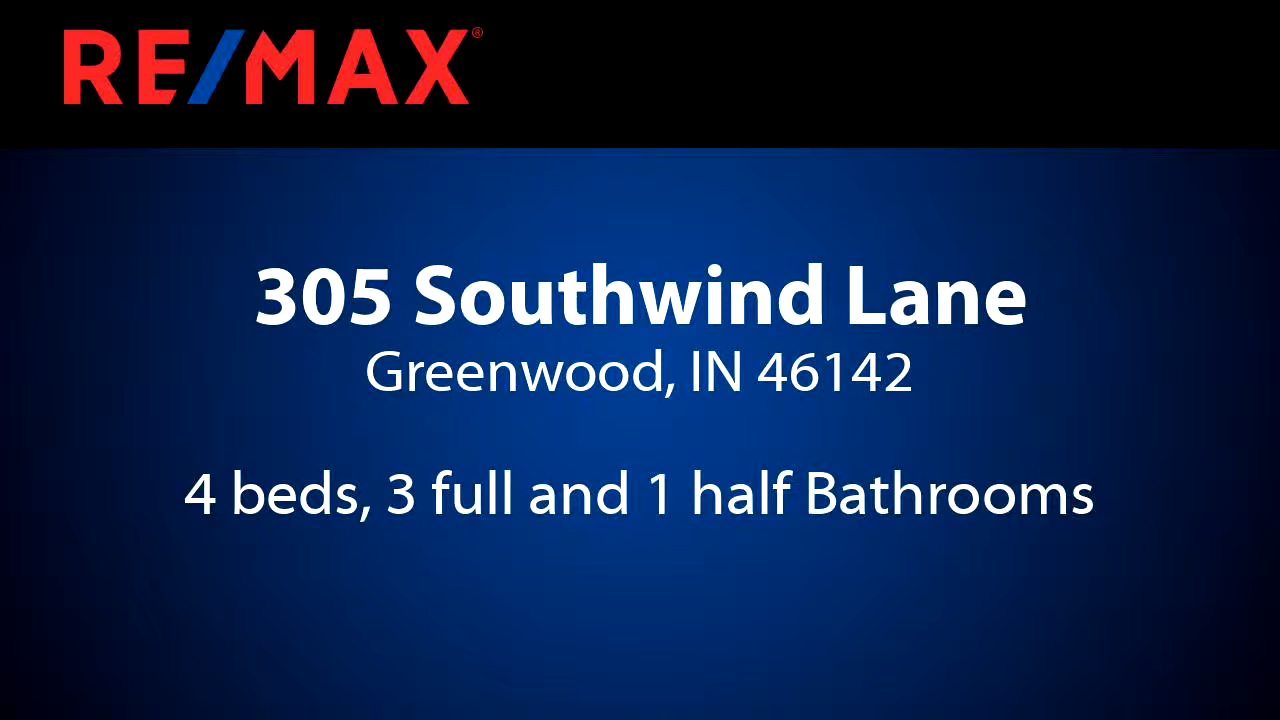 RE/MAX®
305 Southwind Lane
Greenwood, IN 46142
4 beds, 3 full and 1 half Bathrooms